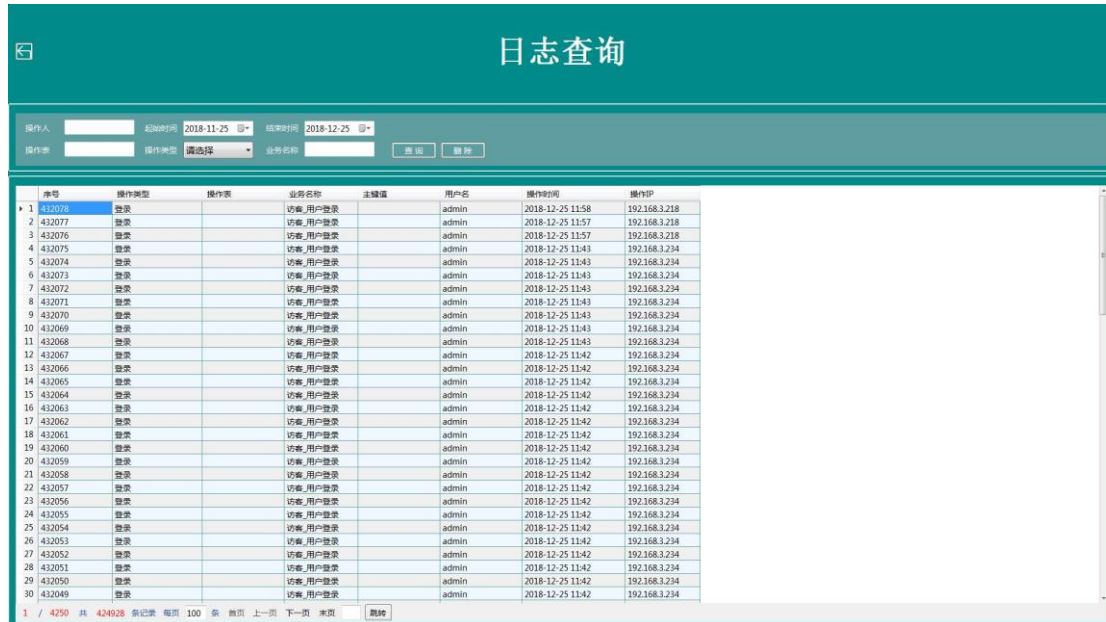 日志查询
操作人 起始时间 2018-11-25 结束时间 2018-12-25
操作表 操作类型 请选择 业务名称 查询 删除
序号 操作类型 操作表 业务名称 主键值 用户名 操作时间 操作IP
1 432078 登录 访客_用户登录 admin 2018-12-25 11:58 192.168.3.218
2 432077 登录 访客_用户登录 admin 2018-12-25 11:57 192.168.3.218
3 432076 登录 访客_用户登录 admin 2018-12-25 11:57 192.168.3.218
4 432075 登录 访客_用户登录 admin 2018-12-25 11:43 192.168.3.234
5 432074 登录 访客_用户登录 admin 2018-12-25 11:43 192.168.3.234
6 432073 登录 访客_用户登录 admin 2018-12-25 11:43 192.168.3.234
7 432072 登录 访客_用户登录 admin 2018-12-25 11:43 192.168.3.234
8 432071 登录 访客_用户登录 admin 2018-12-25 11:43 192.168.3.234
9 432070 登录 访客_用户登录 admin 2018-12-25 11:43 192.168.3.234
10 432069 登录 访客_用户登录 admin 2018-12-25 11:43 192.168.3.234
11 432068 登录 访客_用户登录 admin 2018-12-25 11:43 192.168.3.234
12 432067 登录 访客_用户登录 admin 2018-12-25 11:42 192.168.3.234
13 432066 登录 访客_用户登录 admin 2018-12-25 11:42 192.168.3.234
14 432065 登录 访客_用户登录 admin 2018-12-25 11:42 192.168.3.234
15 432064 登录 访客_用户登录 admin 2018-12-25 11:42 192.168.3.234
16 432063 登录 访客_用户登录 admin 2018-12-25 11:42 192.168.3.234
17 432062 登录 访客_用户登录 admin 2018-12-25 11:42 192.168.3.234
18 432061 登录 访客_用户登录 admin 2018-12-25 11:42 192.168.3.234
19 432060 登录 访客_用户登录 admin 2018-12-25 11:42 192.168.3.234
20 432059 登录 访客_用户登录 admin 2018-12-25 11:42 192.168.3.234
21 432058 登录 访客_用户登录 admin 2018-12-25 11:42 192.168.3.234
22 432057 登录 访客_用户登录 admin 2018-12-25 11:42 192.168.3.234
23 432056 登录 访客_用户登录 admin 2018-12-25 11:42 192.168.3.234
24 432055 登录 访客_用户登录 admin 2018-12-25 11:42 192.168.3.234
25 432054 登录 访客_用户登录 admin 2018-12-25 11:42 192.168.3.234
26 432053 登录 访客_用户登录 admin 2018-12-25 11:42 192.168.3.234
27 432052 登录 访客_用户登录 admin 2018-12-25 11:42 192.168.3.234
28 432051 登录 访客_用户登录 admin 2018-12-25 11:42 192.168.3.234
29 432050 登录 访客_用户登录 admin 2018-12-25 11:42 192.168.3.234
30 432049 登录 访客_用户登录 admin 2018-12-25 11:42 192.168.3.234
1 / 4250 共 424928 条记录 每页 100 条 首页 上一页 下一页 末页 跳转